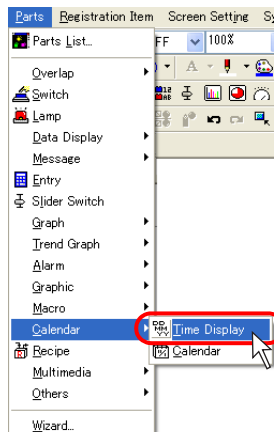 Parts Registration Item Screen Setting S
Parts List...
FF 100%
Overlap
Switch
Lamp
Data Display
Message
Entry
Slider Switch
Graph
Trend Graph
Alarm
Graphic
Macro
Calendar
Time Display
Recipe
Calendar
Multimedia
Others
Wizard...